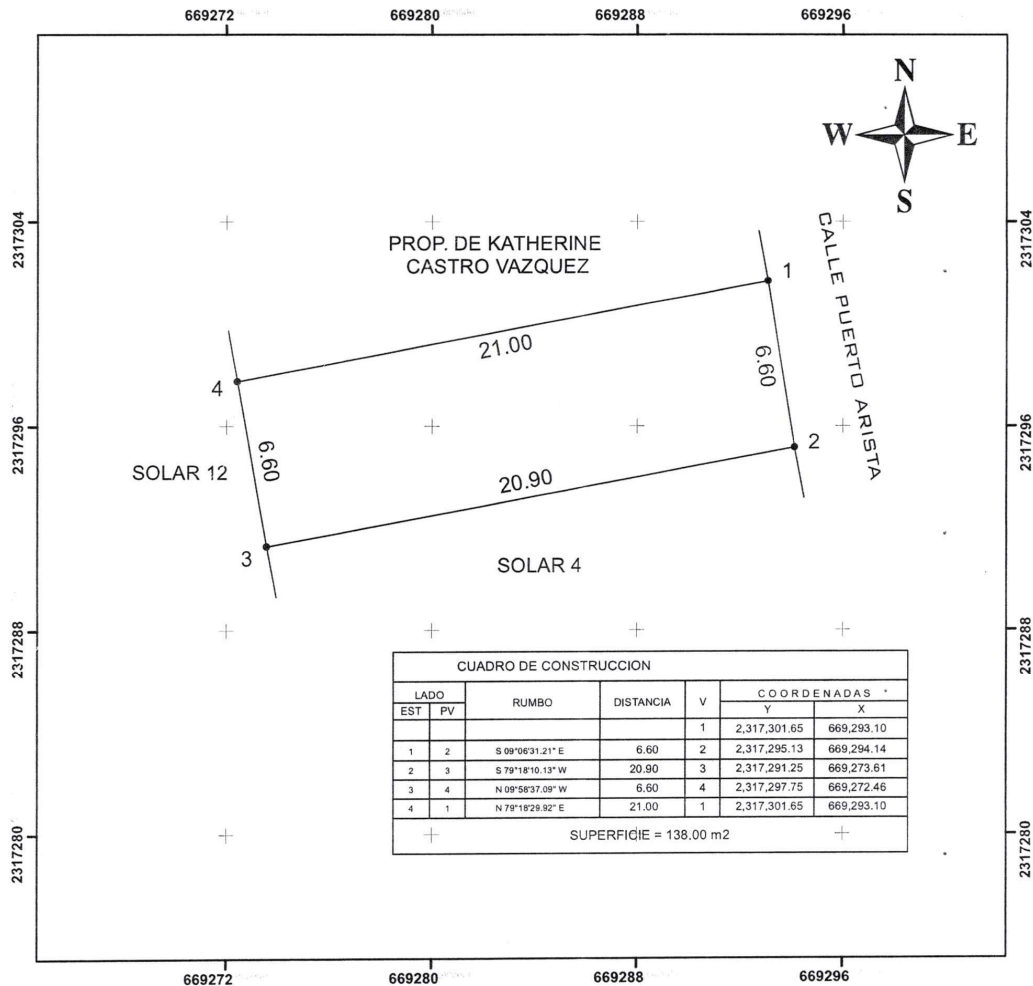 669272 669280 669288 669296
N
W E
S
2317304 2317304
PROP. DE KATHERINE
CASTRO VAZQUEZ
1
CALLE PUERTO ARISTA
21.00
6.60
4
2317296 2317296
2
SOLAR 12
6.60
20.90
3
SOLAR 4
2317288 2317288
CUADRO DE CONSTRUCCION
LADO RUMBO DISTANCIA V COORDENADAS
EST PV Y X
1 2,317,301.65 669,293.10
1 2 S 09°06'31.21" E 6.60 2 2,317,295.13 669,294.14
2 3 S 79°18'10.13" W 20.90 3 2,317,291.25 669,273.61
3 4 N 09°58'37.09" W 6.60 4 2,317,297.75 669,272.46
4 1 N 79°18'29.92" E 21.00 1 2,317,301.65 669,293.10
SUPERFICIE = 138.00 m2
2317280 2317280
669272 669280 669288 669296